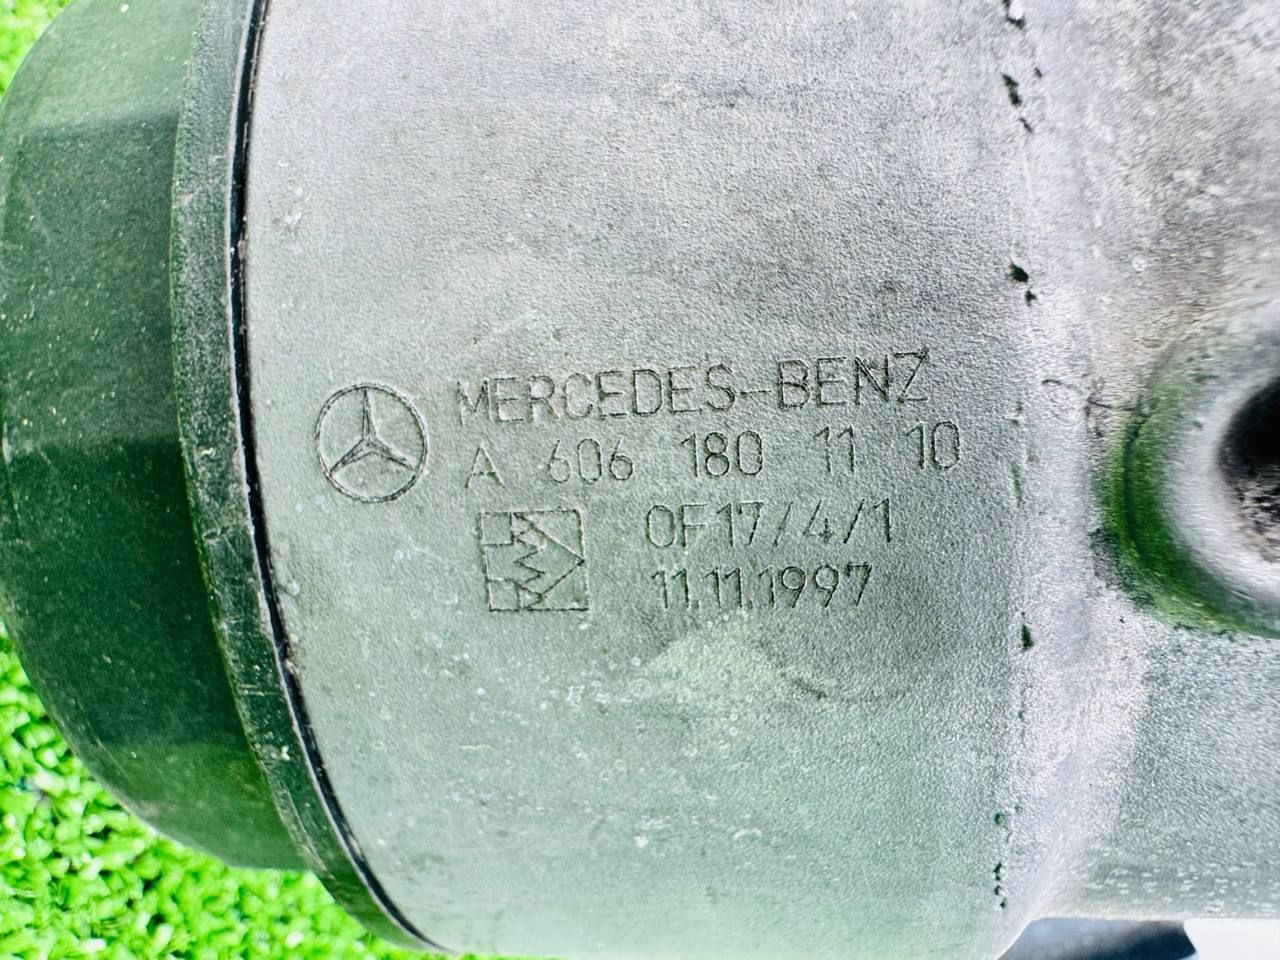 MERCEDES-BENZ
A 606 180 11 10
OF17/4/1
11.11.1997